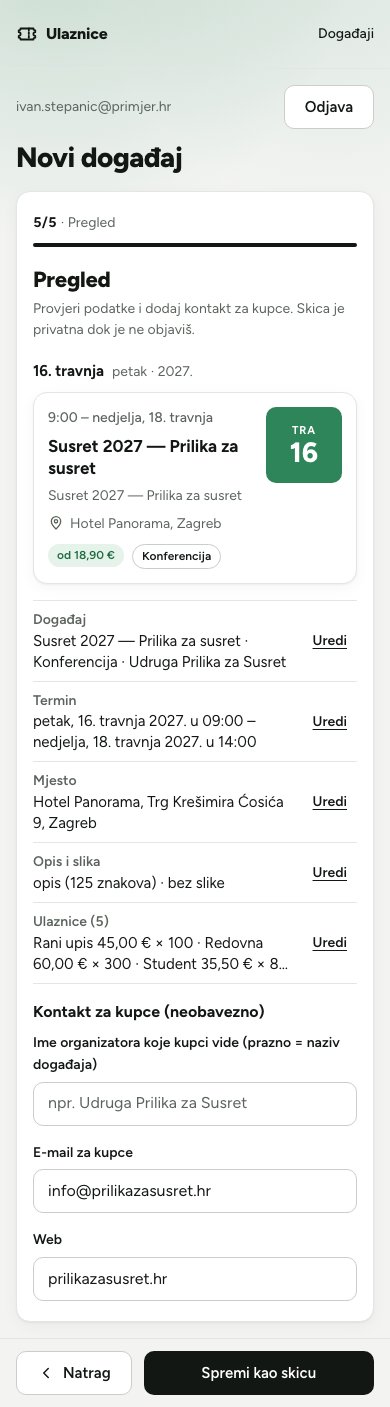 Ulaznice
Događaji
ivan.stepanic@primjer.hr
Odjava
Novi događaj
5/5 · Pregled
Pregled
Provjeri podatke i dodaj kontakt za kupce. Skica je
privatna dok je ne objaviš.
16. travnja petak · 2027.
9:00 – nedjelja, 18. travnja
Susret 2027 — Prilika za
susret
Susret 2027 — Prilika za susret
Hotel Panorama, Zagreb
od 18,90 €
Konferencija
TRA
16
Događaj
Susret 2027 — Prilika za susret ·
Konferencija · Udruga Prilika za Susret
Uredi
Termin
petak, 16. travnja 2027. u 09:00 –
nedjelja, 18. travnja 2027. u 14:00
Uredi
Mjesto
Hotel Panorama, Trg Krešimira Ćosića
9, Zagreb
Uredi
Opis i slika
opis (125 znakova) · bez slike
Uredi
Ulaznice (5)
Rani upis 45,00 € × 100 · Redovna
60,00 € × 300 · Student 35,50 € × 8...
Uredi
Kontakt za kupce (neobavezno)
Ime organizatora koje kupci vide (prazno = naziv
događaja)
npr. Udruga Prilika za Susret
E-mail za kupce
info@prilikazasusret.hr
Web
prilikazasusret.hr
Natrag
Spremi kao skicu